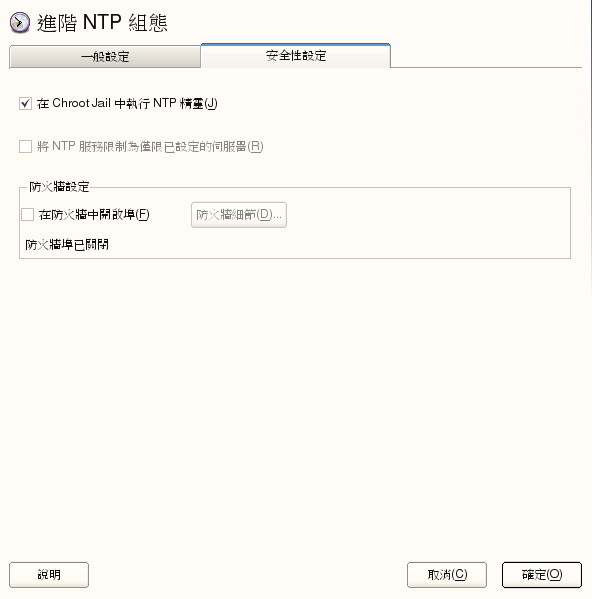 進階 NTP 組態
一般設定 安全性設定
在 Chroot Jail 中執行 NTP 精靈(J)
將 NTP 服務限制為僅限已設定的伺服器(R)
防火牆設定
在防火牆中開啟埠(F) 防火牆細節(D)...
防火牆埠已關閉
說明 取消(C) 確定(O)